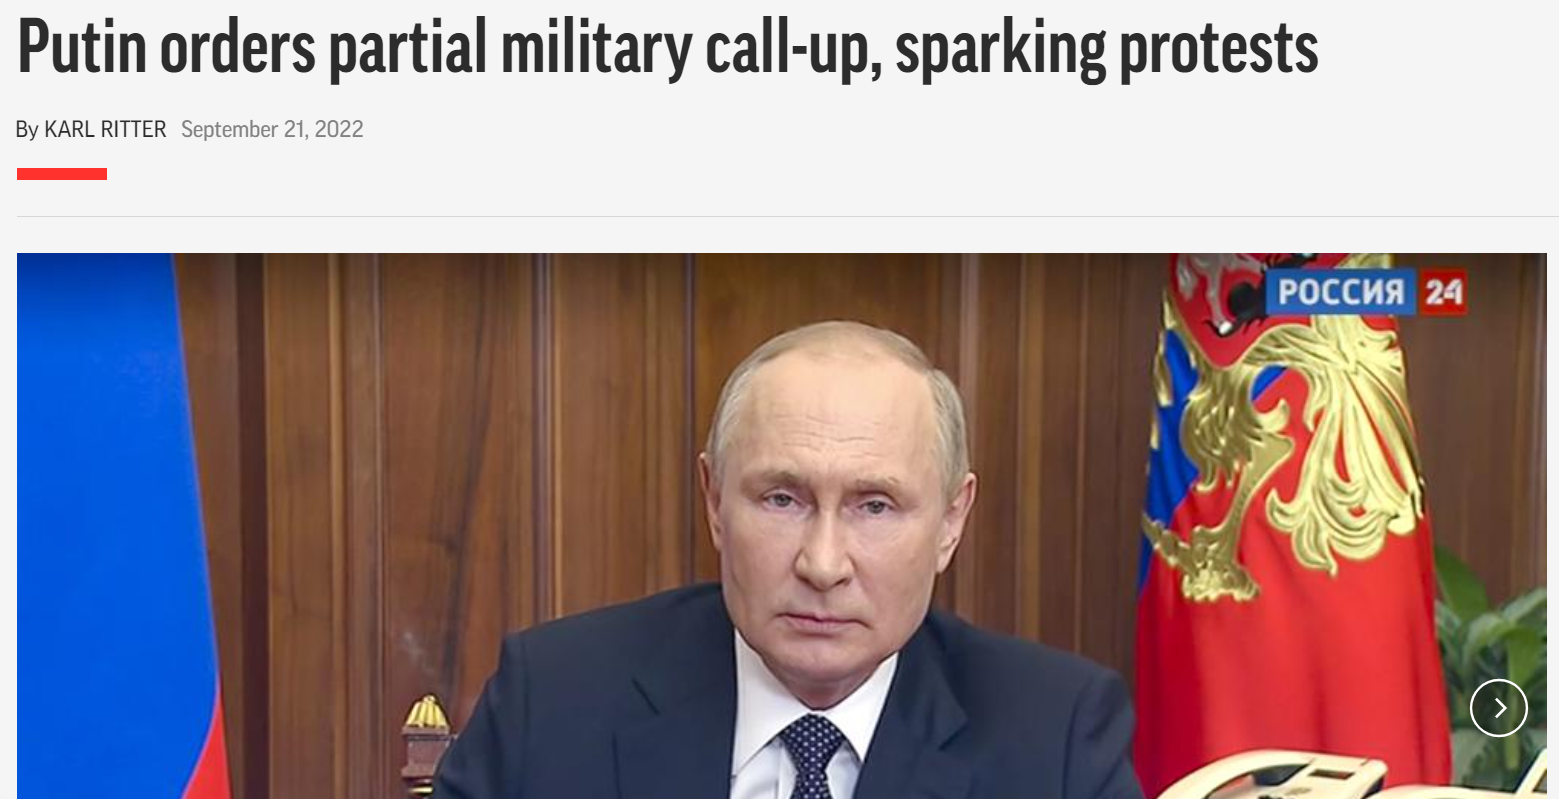 Putin orders partial military call-up, sparking protests
By KARL RITTER September 21, 2022
РОССИЯ 24